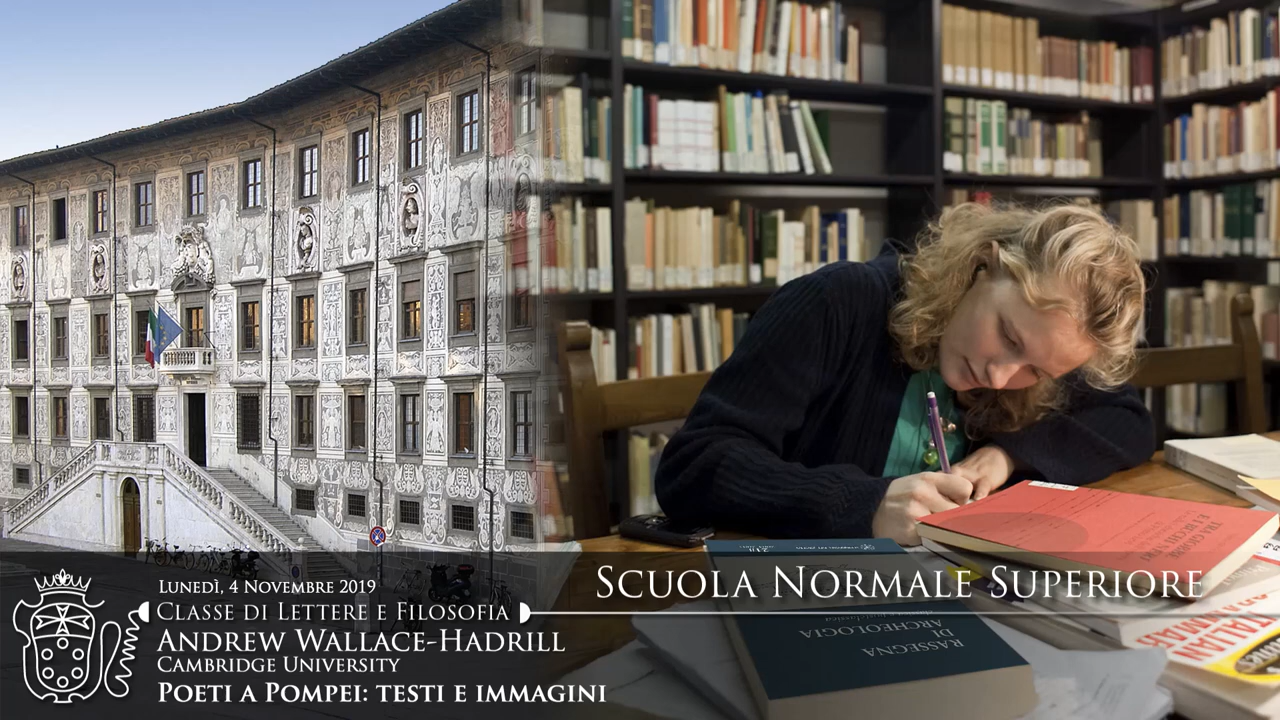 Lunedì, 4 Novembre 2019
Classe di Lettere e Filosofia
Andrew Wallace-Hadrill
Cambridge University
Poeti a Pompei: testi e immagini
Scuola Normale Superiore
RASSEGNA
DI
ARCHEOLOGIA
ITALIAN